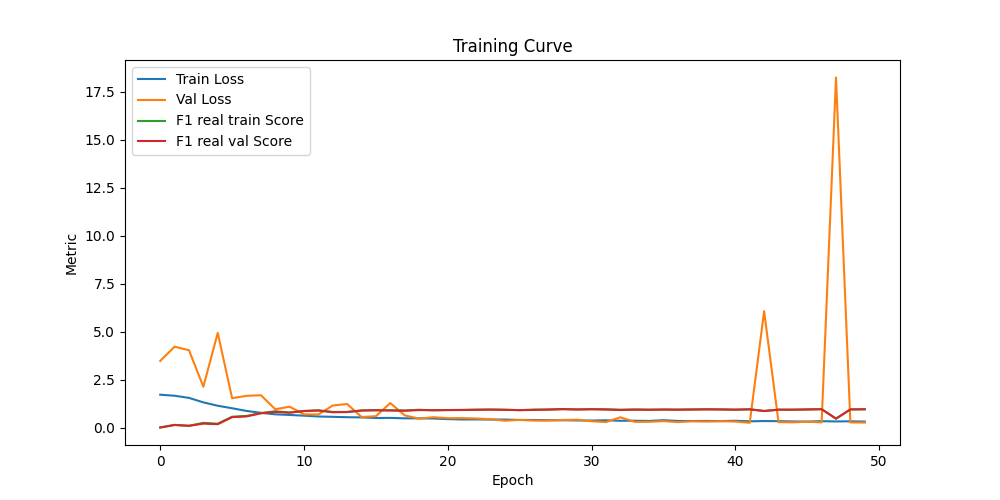 Training Curve
Train Loss
Val Loss
F1 real train Score
F1 real val Score
17.5
15.0
12.5
10.0
7.5
5.0
2.5
0.0
Metric
0 10 20 30 40 50
Epoch